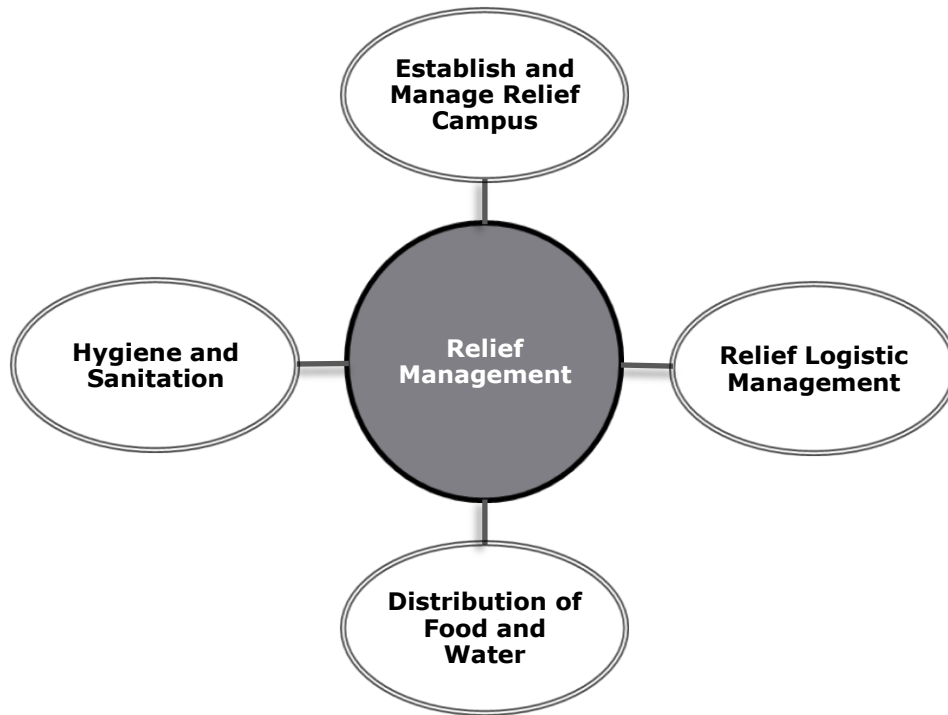 Establish and
Manage Relief
Campus
Hygiene and
Sanitation
Relief
Management
Relief Logistic
Management
Distribution of
Food and
Water